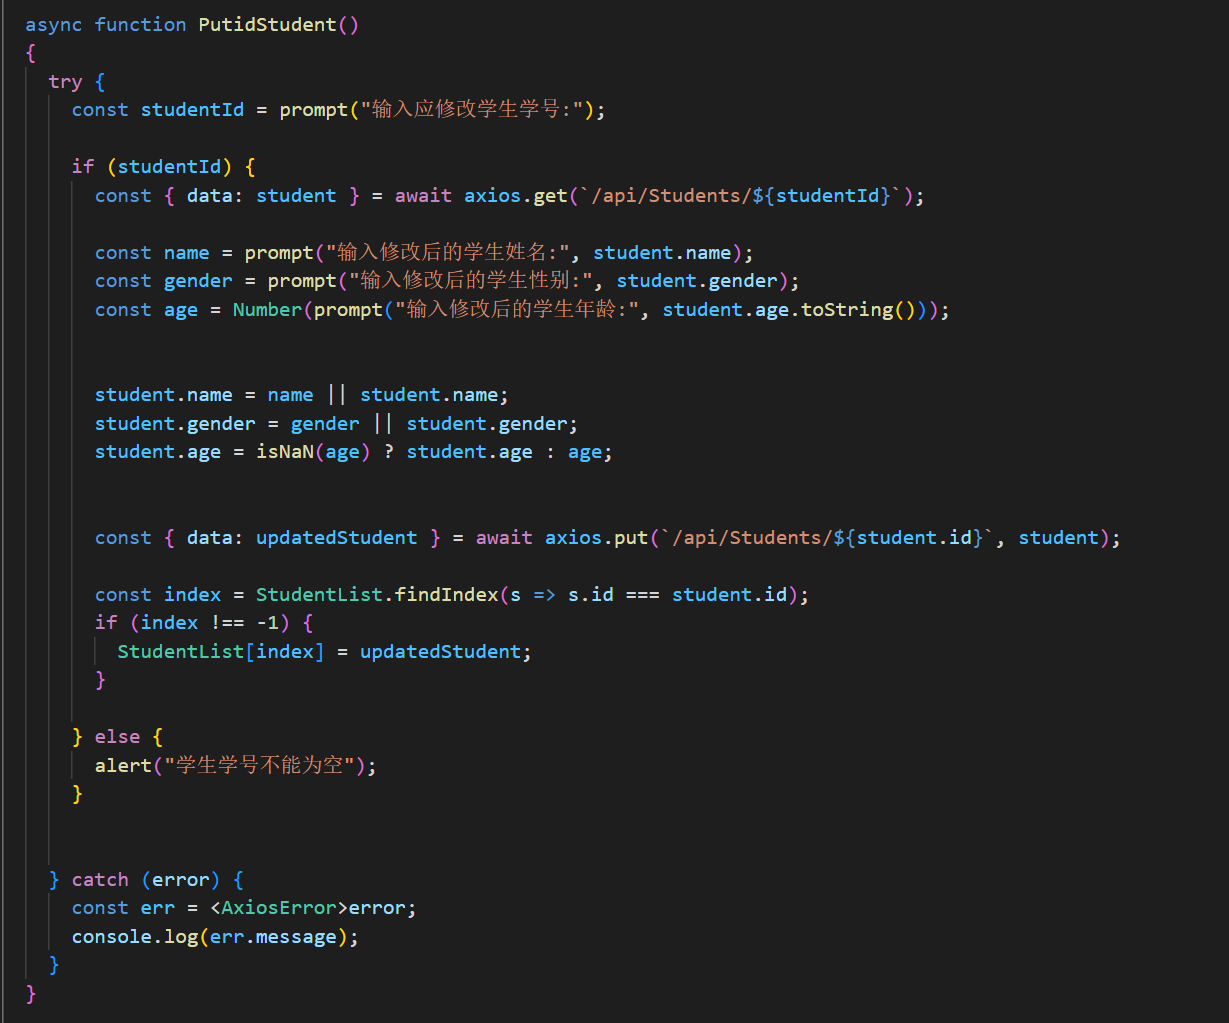 async function PutidStudent()
{
try {
const studentId = prompt("输入应修改学生学号:");
if (studentId) {
const { data: student } = await axios.get(`/api/Students/${studentId}`);
const name = prompt("输入修改后的学生姓名:", student.name);
const gender = prompt("输入修改后的学生性别:", student.gender);
const age = Number(prompt("输入修改后的学生年龄:", student.age.toString()));
student.name = name || student.name;
student.gender = gender || student.gender;
student.age = isNaN(age) ? student.age : age;
const { data: updatedStudent } = await axios.put(`/api/Students/${student.id}`, student);
const index = StudentList.findIndex(s => s.id === student.id);
if (index !== -1) {
StudentList[index] = updatedStudent;
}
} else {
alert("学生学号不能为空");
}
} catch (error) {
const err = <AxiosError>error;
console.log(err.message);
}
}